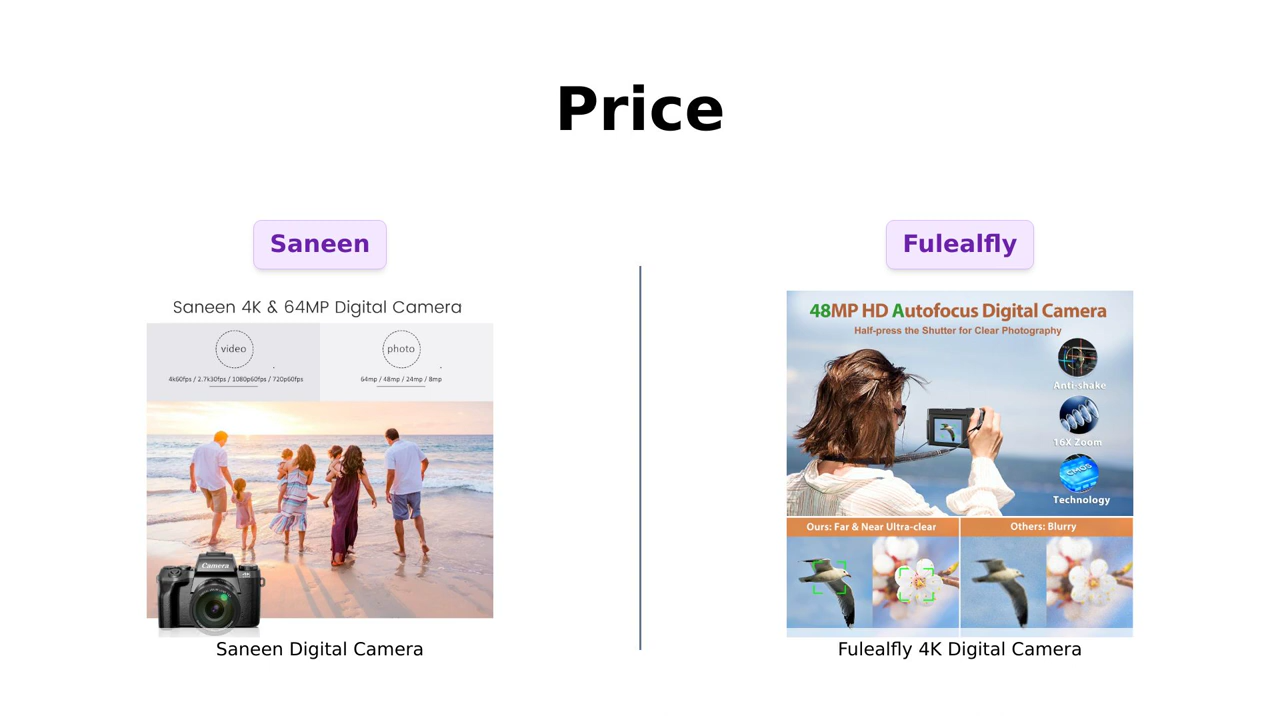 Price
Saneen
Fulealfly
Saneen 4K & 64MP Digital Camera
video
photo
4k60fps / 2.7k30fps / 1080p60fps / 720p60fps
64mp / 48mp / 24mp / 8mp
Camera
Saneen Digital Camera
48MP HD Autofocus Digital Camera
Half-press the Shutter for Clear Photography
Anti-shake
16X Zoom
CMOS
Technology
Ours: Far & Near Ultra-clear
Others: Blurry
Fulealfly 4K Digital Camera